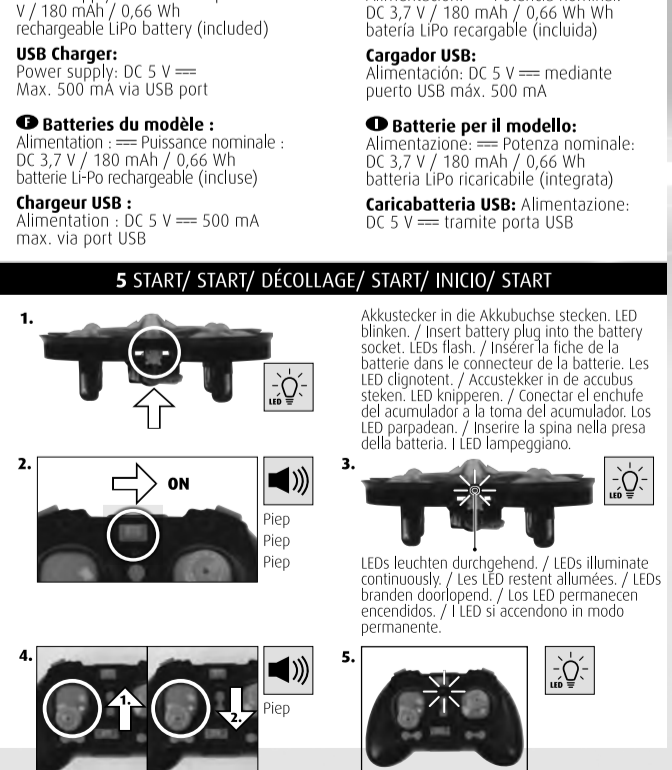 V / 180 mAh / 0,66 Wh
rechargeable LiPo battery (included)
USB Charger:
Power supply: DC 5 V ⎓
Max. 500 mA via USB port
F Batteries du modèle :
Alimentation : ⎓ Puissance nominale :
DC 3,7 V / 180 mAh / 0,66 Wh
batterie Li-Po rechargeable (incluse)
Chargeur USB :
Alimentation : DC 5 V ⎓ 500 mA
max. via port USB
DC 3,7 V / 180 mAh / 0,66 Wh Wh
batería LiPo recargable (incluida)
Cargador USB:
Alimentación: DC 5 V ⎓ mediante
puerto USB máx. 500 mA
I Batterie per il modello:
Alimentazione: ⎓ Potenza nominale:
DC 3,7 V / 180 mAh / 0,66 Wh
batteria LiPo ricaricabile (integrata)
Caricabatteria USB: Alimentazione:
DC 5 V ⎓ tramite porta USB
5 START/ START/ DÉCOLLAGE/ START/ INICIO/ START
1.
LED
Akkustecker in die Akkubuchse stecken. LED
blinken. / Insert battery plug into the battery
socket. LEDs flash. / Insérer la fiche de la
batterie dans le connecteur de la batterie. Les
LED clignotent. / Accustekker in de accubus
steken. LED knipperen. / Conectar el enchufe
del acumulador a la toma del acumulador. Los
LED parpadean. / Inserire la spina nella presa
della batteria. I LED lampeggiano.
2.
ON
Piep
Piep
Piep
3.
LED
LEDs leuchten durchgehend. / LEDs illuminate
continuously. / Les LED restent allumées. / LEDs
branden doorlopend. / Los LED permanecen
encendidos. / I LED si accendono in modo
permanente.
4.
1.
2.
Piep
5.
LED